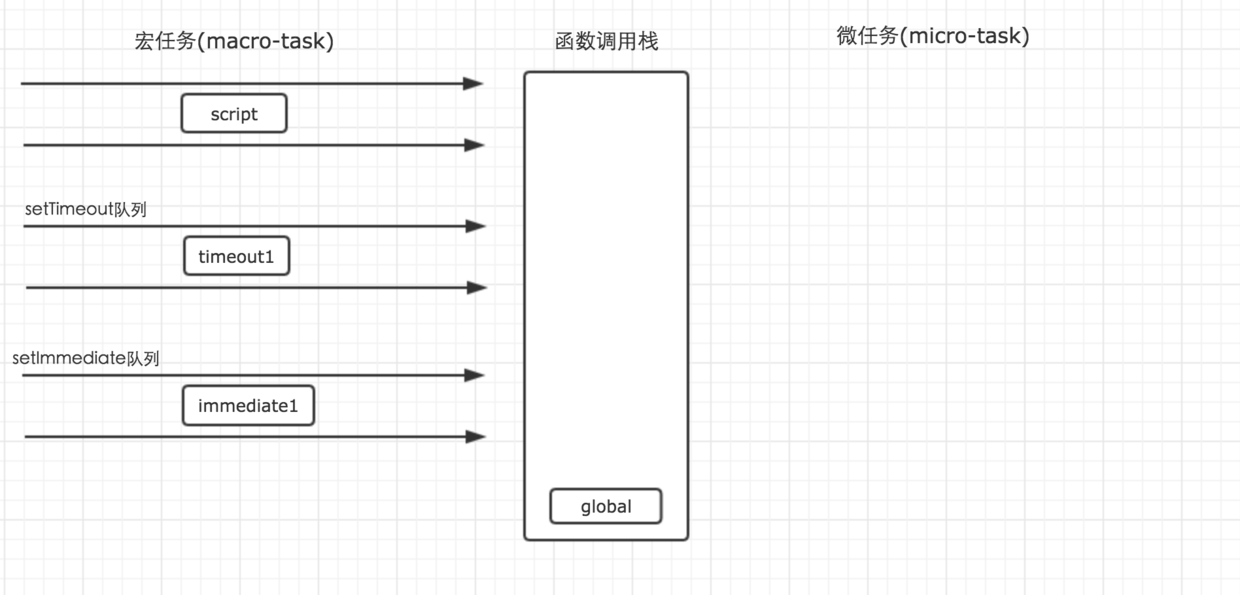 宏任务(macro-task)
函数调用栈
微任务(micro-task)
script
setTimeout队列
timeout1
setImmediate队列
immediate1
global